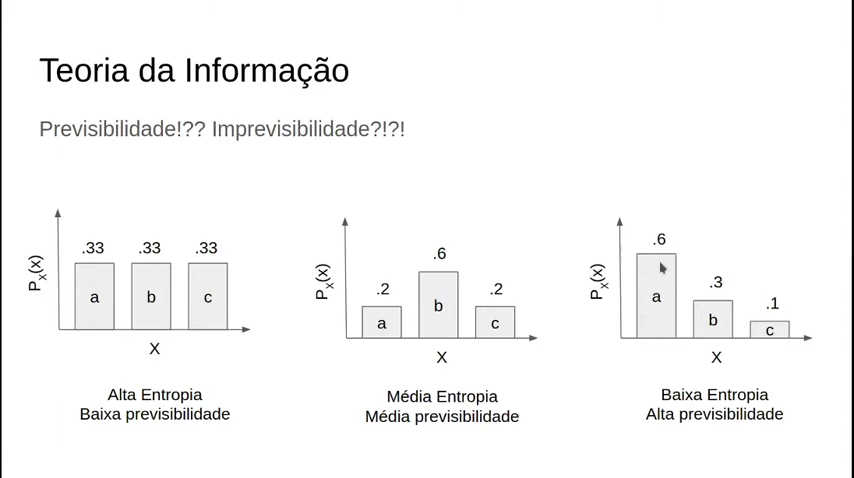 Teoria da Informação
Previsibilidade!?? Imprevisibilidade?!?!
.33 .33 .33
Px(x)
a b c
X
Alta Entropia
Baixa previsibilidade
.6
.2 .2
Px(x)
a b c
X
Média Entropia
Média previsibilidade
.6
.3
.1
Px(x)
a b c
X
Baixa Entropia
Alta previsibilidade